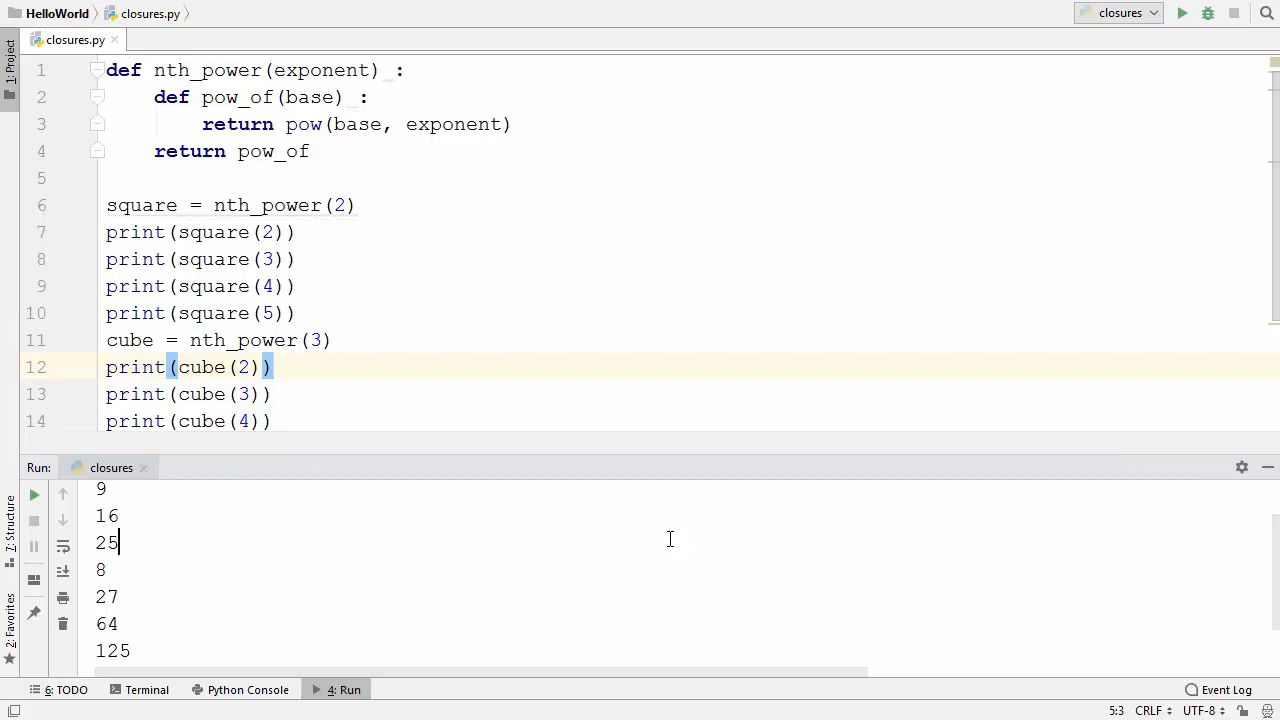 HelloWorld closures.py closures
closures.py
1: Project
1 def nth_power(exponent) :
2 def pow_of(base) :
3 return pow(base, exponent)
4 return pow_of
5
6 square = nth_power(2)
7 print(square(2))
8 print(square(3))
9 print(square(4))
10 print(square(5))
11 cube = nth_power(3)
12 print(cube(2))
13 print(cube(3))
14 print(cube(4))
Run: closures
9
16
25
8
27
64
125
7: Structure
2: Favorites
6: TODO Terminal Python Console 4: Run Event Log
5:3 CRLF UTF-8